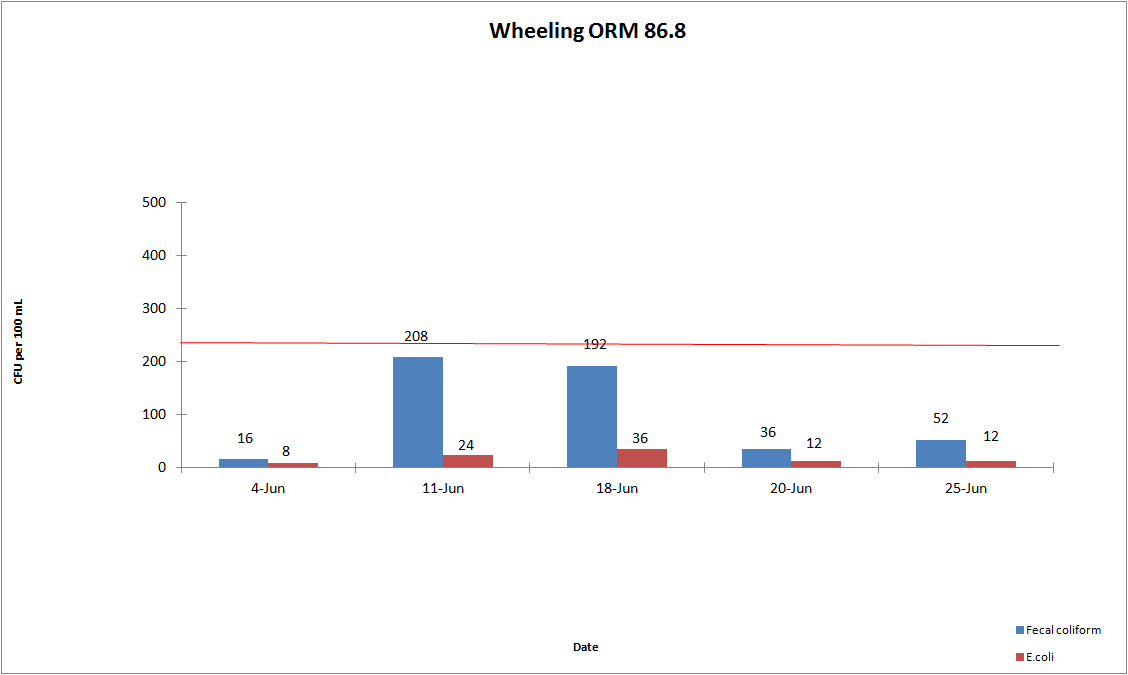 Wheeling ORM 86.8
CFU per 100 mL
500
400
300
200
100
0
16
8
208
24
192
36
36
12
52
12
4-Jun
11-Jun
18-Jun
20-Jun
25-Jun
Date
Fecal coliform
E.coli